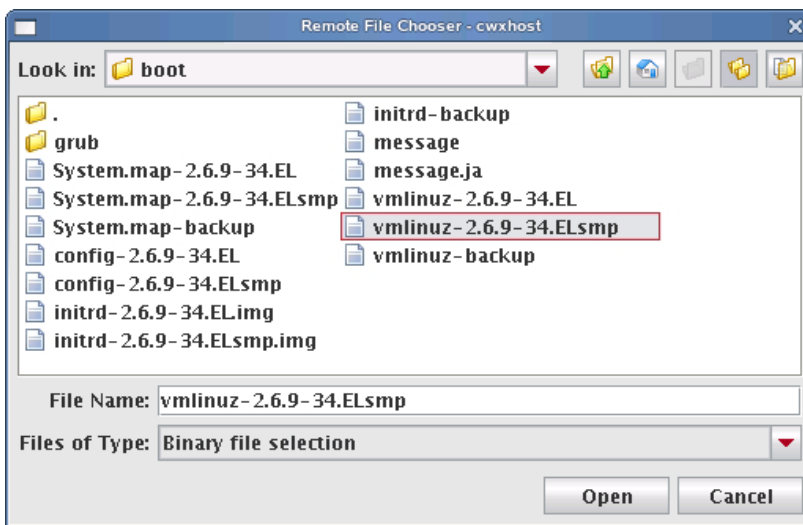 Remote File Chooser - cwxhost
Look in: boot
.
grub
System.map-2.6.9-34.EL
System.map-2.6.9-34.ELsmp
System.map-backup
config-2.6.9-34.EL
config-2.6.9-34.ELsmp
initrd-2.6.9-34.EL.img
initrd-2.6.9-34.ELsmp.img
initrd-backup
message
message.ja
vmlinuz-2.6.9-34.EL
vmlinuz-2.6.9-34.ELsmp
vmlinuz-backup
File Name: vmlinuz-2.6.9-34.ELsmp
Files of Type: Binary file selection
Open Cancel